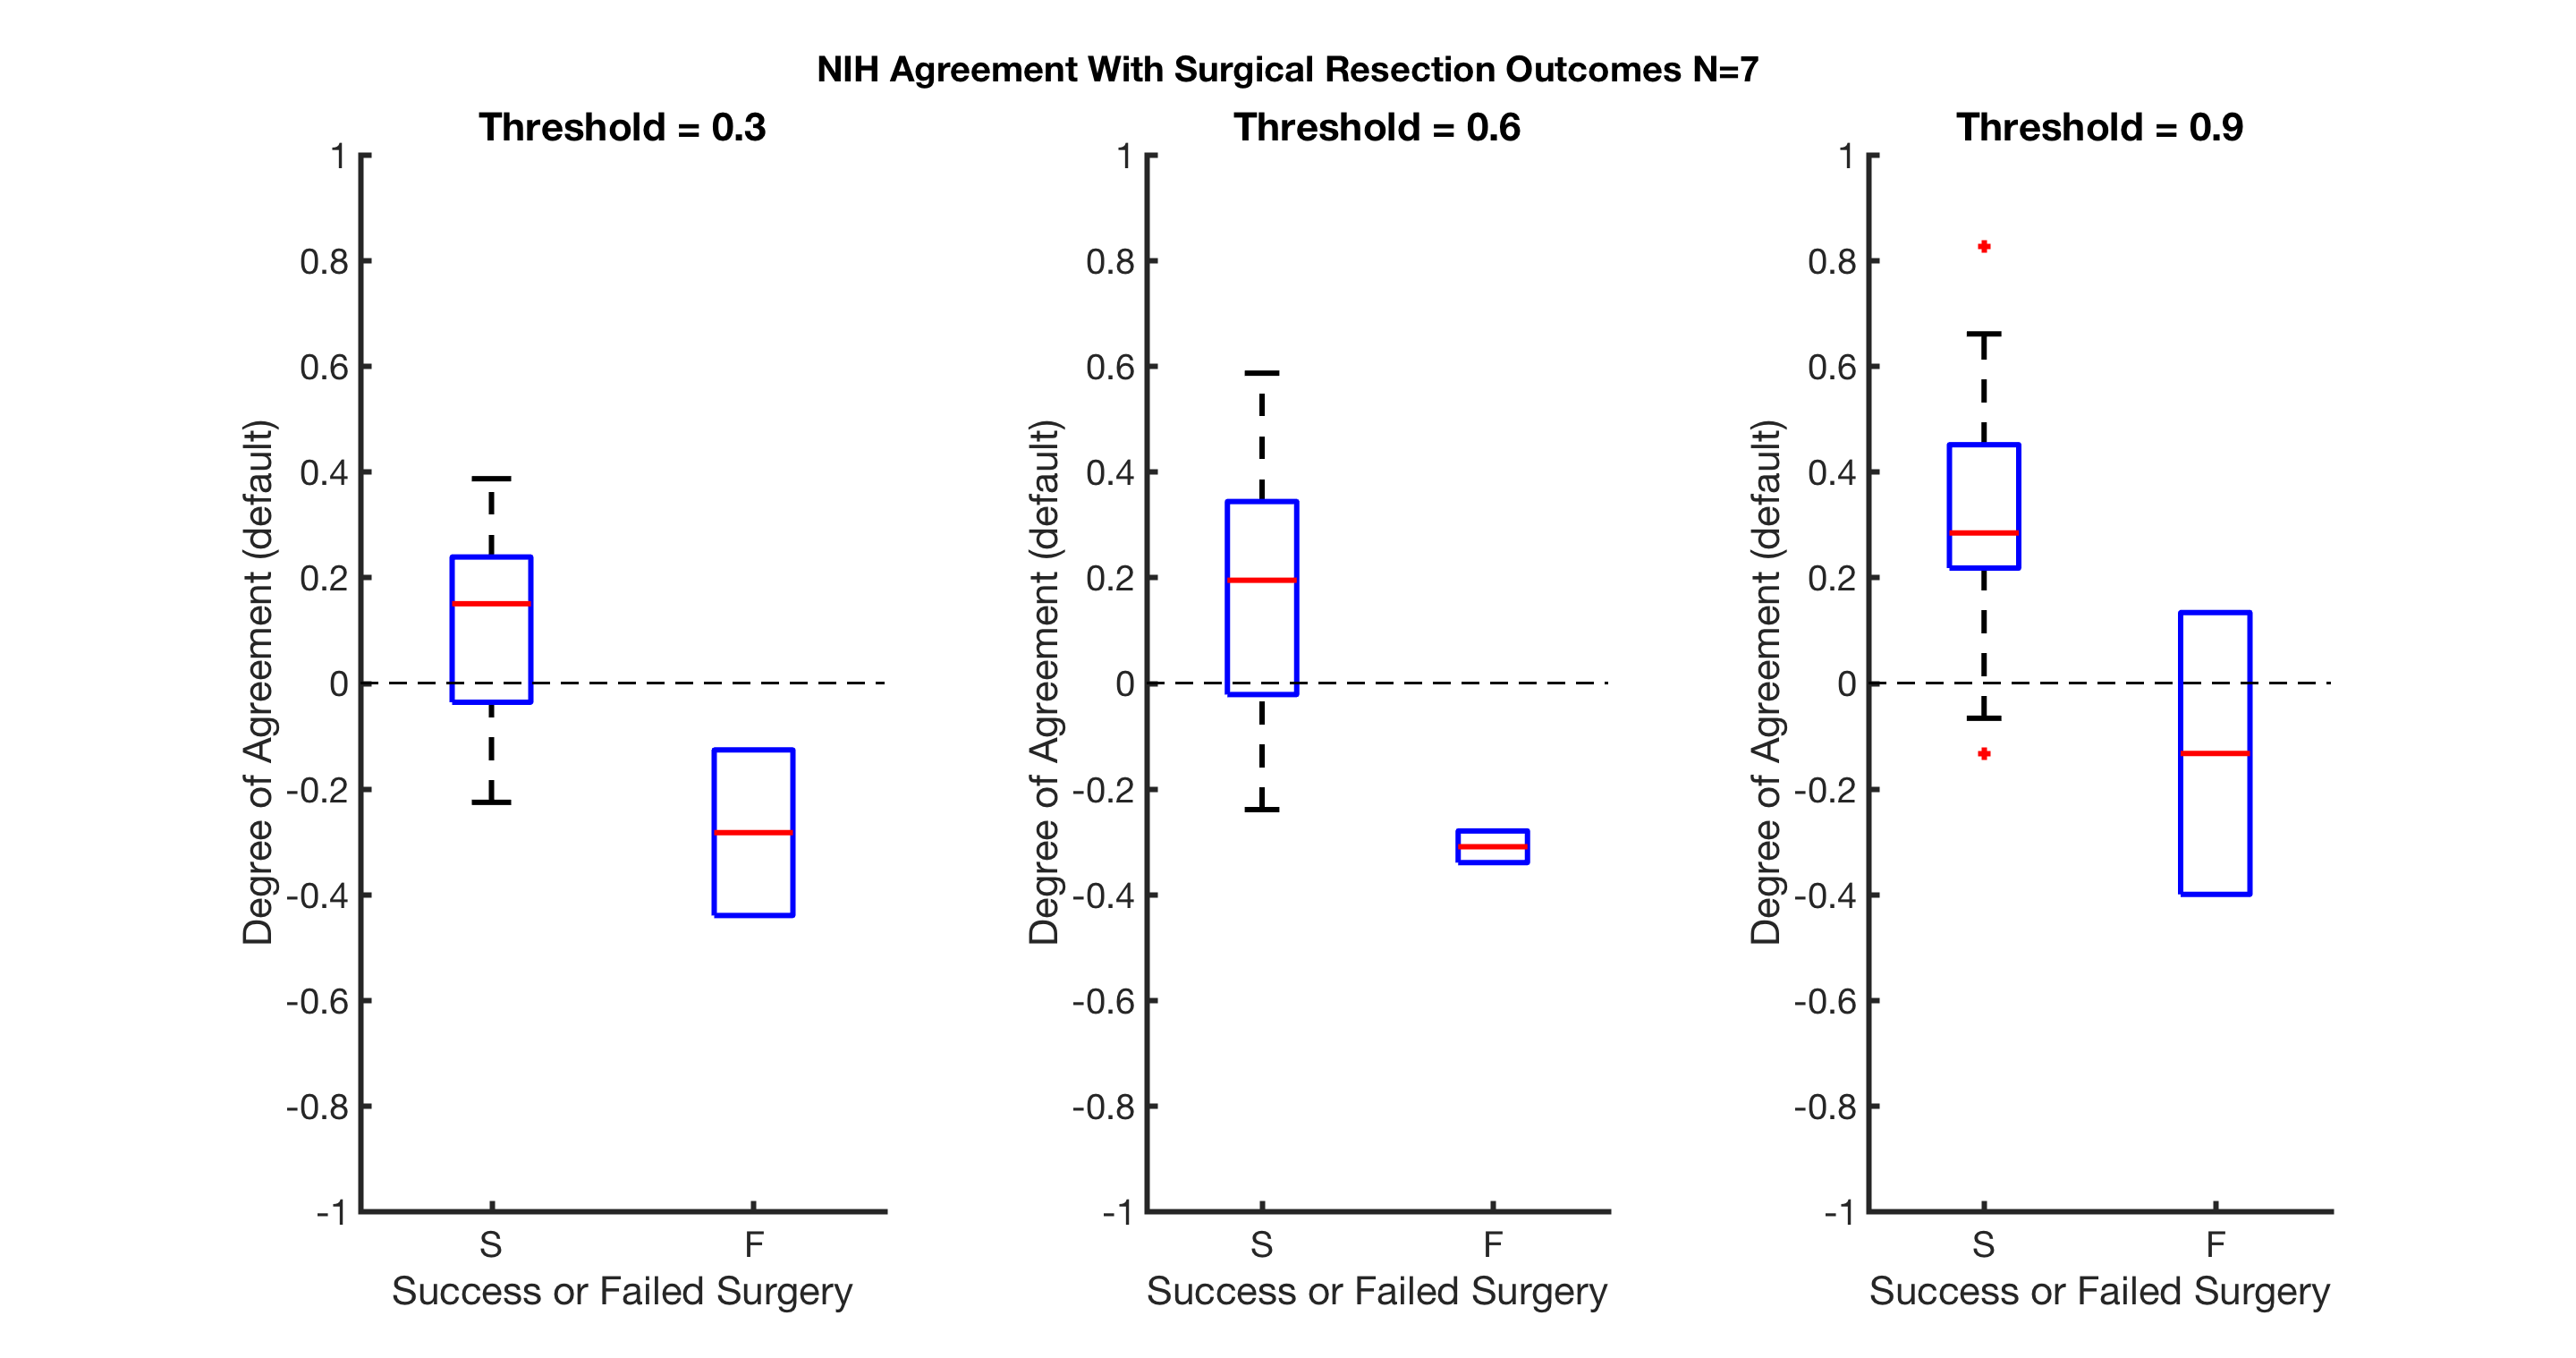 NIH Agreement With Surgical Resection Outcomes N=7
Threshold = 0.3
1
0.8
0.6
0.4
0.2
0
-0.2
-0.4
-0.6
-0.8
-1
Degree of Agreement (default)
S F
Success or Failed Surgery
Threshold = 0.6
1
0.8
0.6
0.4
0.2
0
-0.2
-0.4
-0.6
-0.8
-1
Degree of Agreement (default)
S F
Success or Failed Surgery
Threshold = 0.9
1
0.8
0.6
0.4
0.2
0
-0.2
-0.4
-0.6
-0.8
-1
Degree of Agreement (default)
S F
Success or Failed Surgery